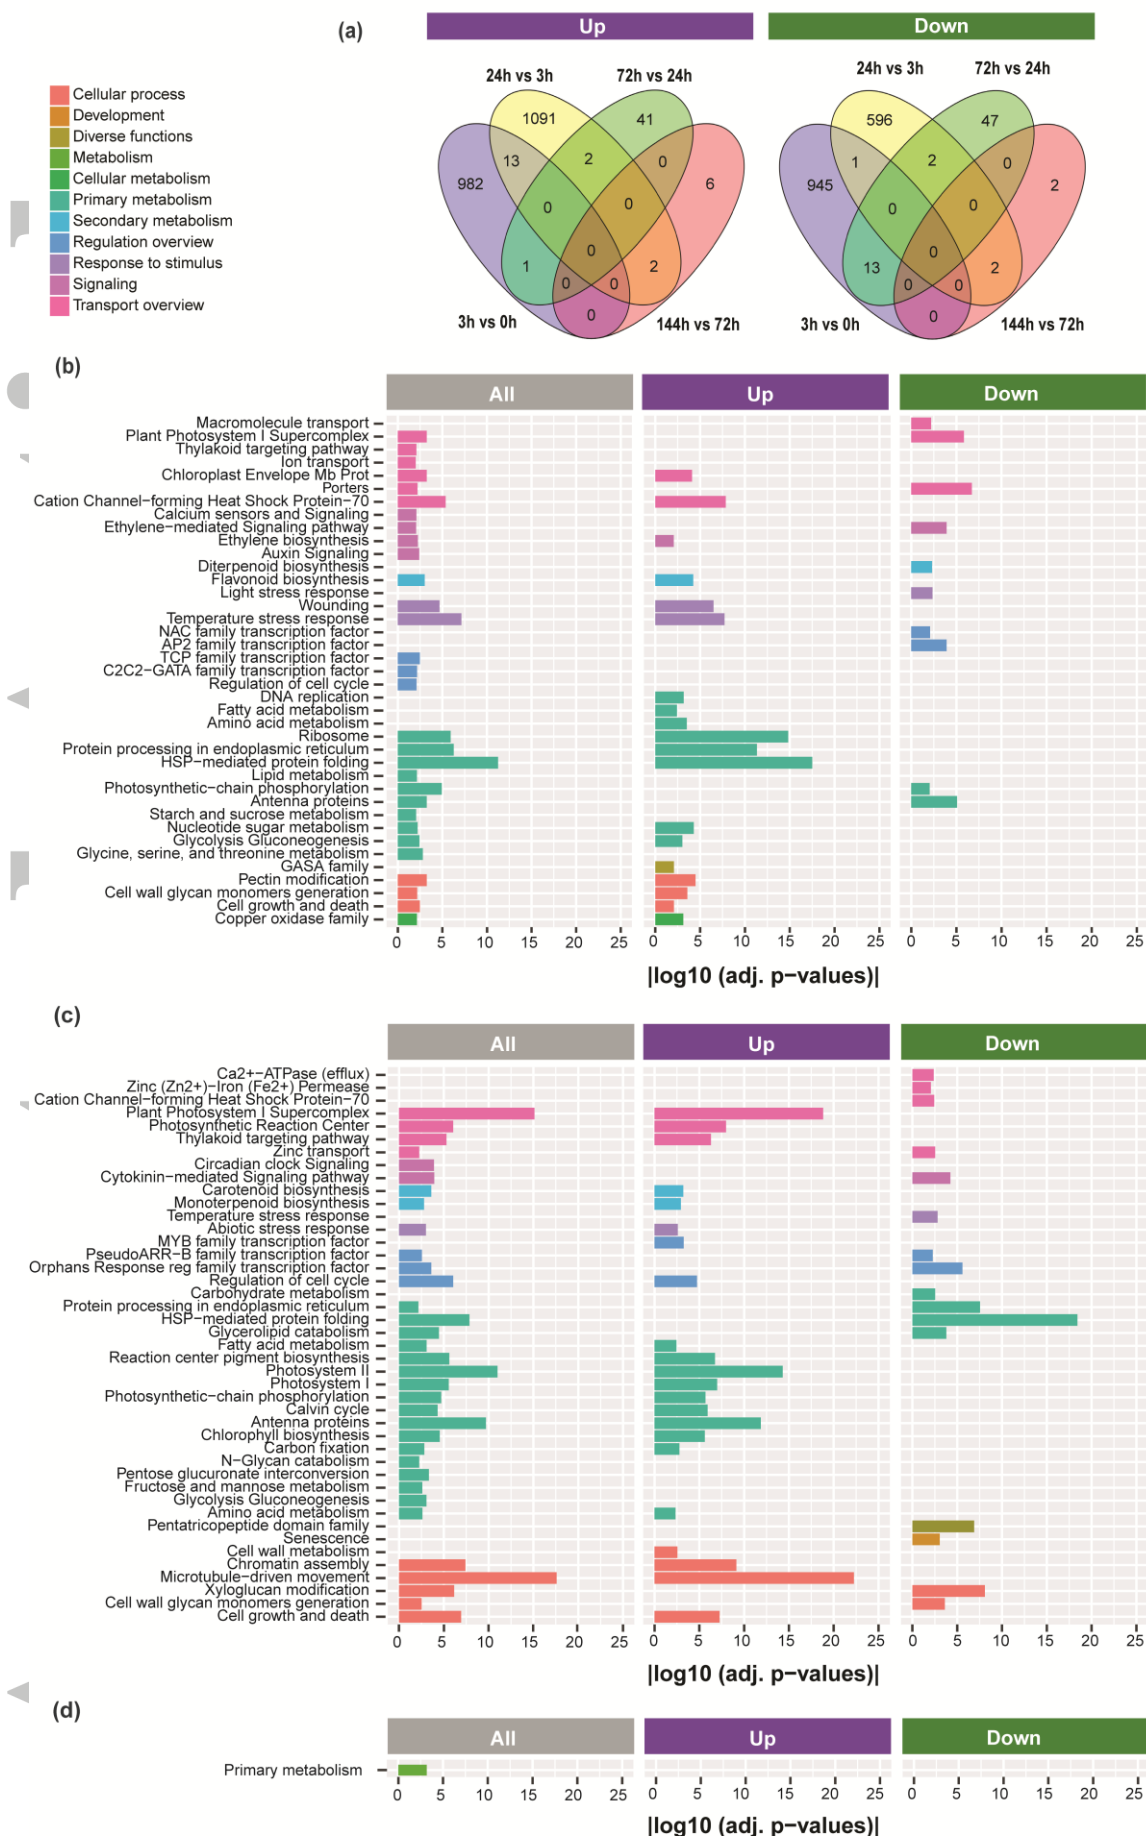 (a)
Up
Down
24h vs 3h
72h vs 24h
24h vs 3h
72h vs 24h
Cellular process
Development
Diverse functions
Metabolism
Cellular metabolism
Primary metabolism
Secondary metabolism
Regulation overview
Response to stimulus
Signaling
Transport overview
1091
41
13
2
0
982
6
0
0
0
1
2
0
0
0
3h vs 0h
144h vs 72h
596
47
1
2
0
945
2
0
0
0
13
2
0
0
0
3h vs 0h
144h vs 72h
(b)
All
Up
Down
Macromolecule transport
Plant Photosystem I Supercomplex
Thylakoid targeting pathway
Ion transport
Chloroplast Envelope Mb Prot
Porters
Cation Channel-forming Heat Shock Protein-70
Calcium sensors and Signaling
Ethylene-mediated Signaling pathway
Ethylene biosynthesis
Auxin Signaling
Diterpenoid biosynthesis
Flavonoid biosynthesis
Light stress response
Wounding
Temperature stress response
NAC family transcription factor
AP2 family transcription factor
TCP family transcription factor
C2C2-GATA family transcription factor
Regulation of cell cycle
DNA replication
Fatty acid metabolism
Amino acid metabolism
Ribosome
Protein processing in endoplasmic reticulum
HSP-mediated protein folding
Lipid metabolism
Photosynthetic-chain phosphorylation
Antenna proteins
Starch and sucrose metabolism
Nucleotide sugar metabolism
Glycolysis Gluconeogenesis
Glycine, serine, and threonine metabolism
GASA family
Pectin modification
Cell wall glycan monomers generation
Cell growth and death
Copper oxidase family
0 5 10 15 20 25 0 5 10 15 20 25 0 5 10 15 20 25
|log10 (adj. p-values)|
(c)
All
Up
Down
Ca2+-ATPase (efflux)
Zinc (Zn2+)-Iron (Fe2+) Permease
Cation Channel-forming Heat Shock Protein-70
Plant Photosystem I Supercomplex
Photosynthetic Reaction Center
Thylakoid targeting pathway
Zinc transport
Circadian clock Signaling
Cytokinin-mediated Signaling pathway
Carotenoid biosynthesis
Monoterpenoid biosynthesis
Temperature stress response
Abiotic stress response
MYB family transcription factor
PseudoARR-B family transcription factor
Orphans Response reg family transcription factor
Regulation of cell cycle
Carbohydrate metabolism
Protein processing in endoplasmic reticulum
HSP-mediated protein folding
Glycerolipid catabolism
Fatty acid metabolism
Reaction center pigment biosynthesis
Photosystem II
Photosystem I
Photosynthetic-chain phosphorylation
Calvin cycle
Antenna proteins
Chlorophyll biosynthesis
Carbon fixation
N-Glycan catabolism
Pentose glucuronate interconversion
Fructose and mannose metabolism
Glycolysis Gluconeogenesis
Amino acid metabolism
Pentatricopeptide domain family
Senescence
Cell wall metabolism
Chromatin assembly
Microtubule-driven movement
Xyloglucan modification
Cell wall glycan monomers generation
Cell growth and death
0 5 10 15 20 25 0 5 10 15 20 25 0 5 10 15 20 25
|log10 (adj. p-values)|
(d)
All
Up
Down
Primary metabolism
0 5 10 15 20 25 0 5 10 15 20 25 0 5 10 15 20 25
|log10 (adj. p-values)|